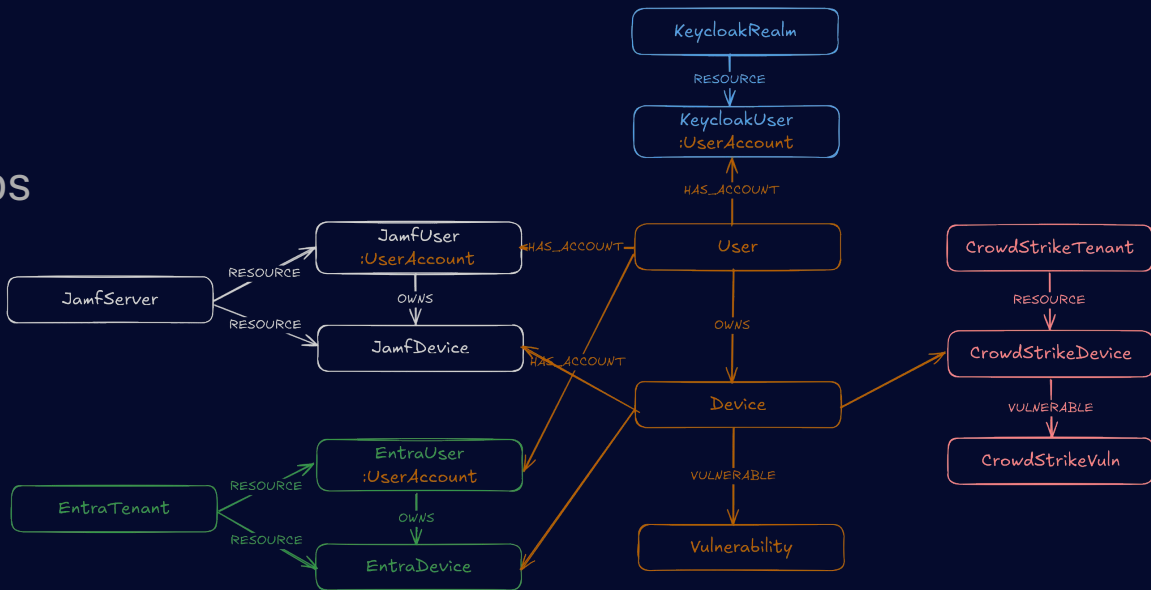 KeycloakRealm
RESOURCE
KeycloakUser
:UserAccount
os
HAS_ACCOUNT
JamfUser
:UserAccount
HAS_ACCOUNT
User
CrowdStrikeTenant
RESOURCE
JamfServer
OWNS
RESOURCE
RESOURCE
JamfDevice
OWNS
CrowdStrikeDevice
HAS_ACCOUNT
Device
VULNERABLE
EntraUser
:UserAccount
CrowdStrikeVuln
RESOURCE
VULNERABLE
EntraTenant
OWNS
RESOURCE
EntraDevice
Vulnerability